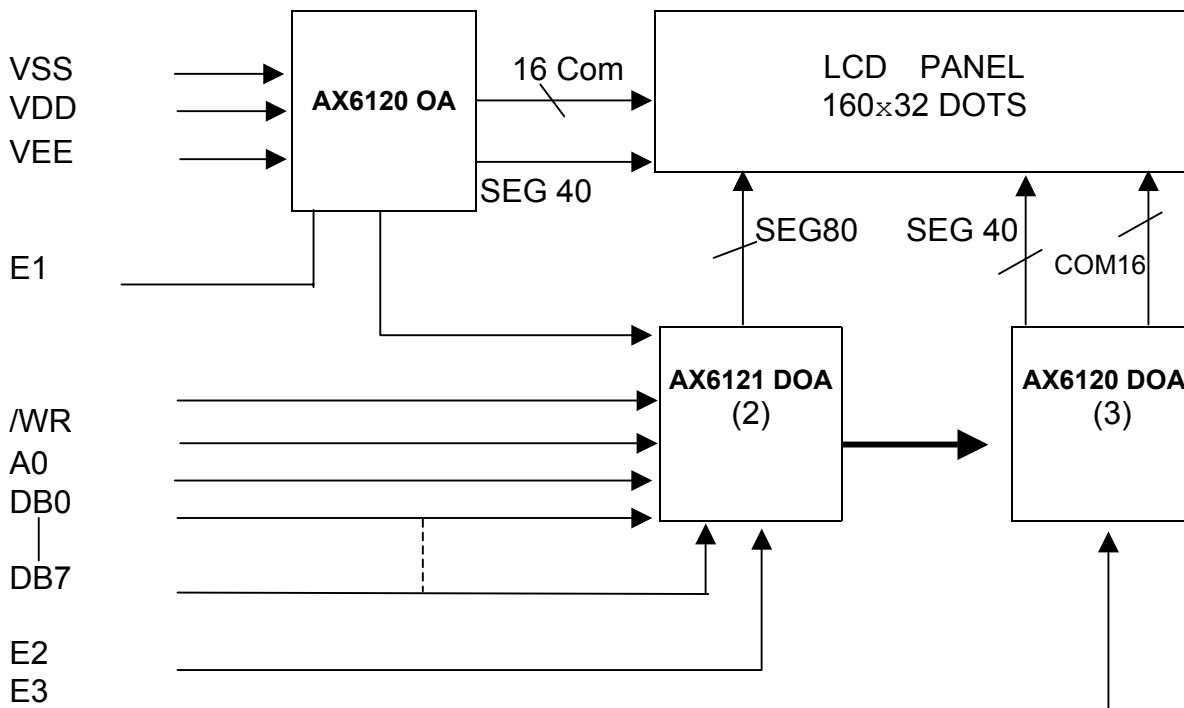 VSS
VDD
VEE
E1
/WR
A0
DB0
DB7
E2
E3
AX6120 OA
16 Com
SEG 40
LCD PANEL
160x32 DOTS
SEG80
SEG 40
COM16
AX6121 DOA
(2)
AX6120 DOA
(3)